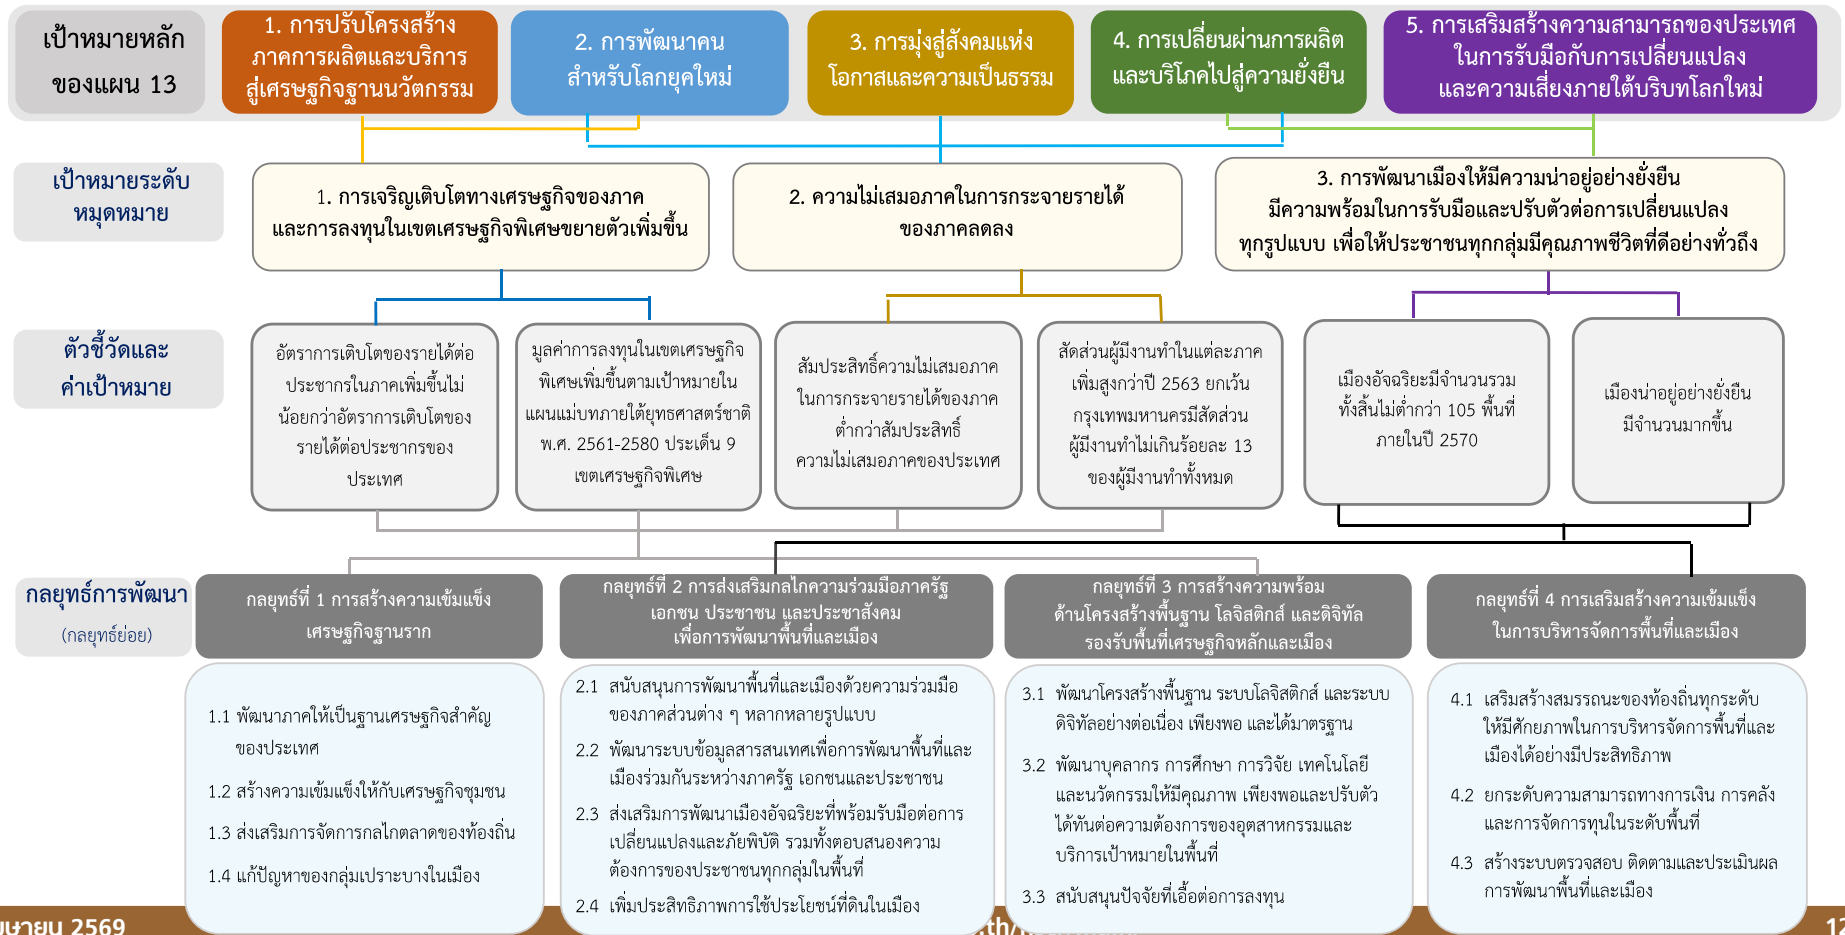 เป้าหมายหลัก
ของแผน 13
1. การปรับโครงสร้าง
ภาคการผลิตและบริการ
สู่เศรษฐกิจฐานนวัตกรรม
2. การพัฒนาคน
สำหรับโลกยุคใหม่
3. การมุ่งสู่สังคมแห่ง
โอกาสและความเป็นธรรม
4. การเปลี่ยนผ่านการผลิต
และบริโภคไปสู่ความยั่งยืน
5. การเสริมสร้างความสามารถของประเทศ
ในการรับมือกับการเปลี่ยนแปลง
และความเสี่ยงภายใต้บริบทโลกใหม่
เป้าหมายระดับ
หมุดหมาย
1. การเจริญเติบโตทางเศรษฐกิจของภาค
และการลงทุนในเขตเศรษฐกิจพิเศษขยายตัวเพิ่มขึ้น
2. ความไม่เสมอภาคในการกระจายรายได้
ของภาคลดลง
3. การพัฒนาเมืองให้มีความน่าอยู่อย่างยั่งยืน
มีความพร้อมในการรับมือและปรับตัวต่อการเปลี่ยนแปลง
ทุกรูปแบบ เพื่อให้ประชาชนทุกกลุ่มมีคุณภาพชีวิตที่ดีอย่างทั่วถึง
ตัวชี้วัดและ
ค่าเป้าหมาย
อัตราการเติบโตของรายได้ต่อ
ประชากรในภาคเพิ่มขึ้นไม่
น้อยกว่าอัตราการเติบโตของ
รายได้ต่อประชากรของ
ประเทศ
มูลค่าการลงทุนในเขตเศรษฐกิจ
พิเศษเพิ่มขึ้นตามเป้าหมายใน
แผนแม่บทภายใต้ยุทธศาสตร์ชาติ
พ.ศ. 2561-2580 ประเด็น 9
เขตเศรษฐกิจพิเศษ
สัมประสิทธิ์ความไม่เสมอภาค
ในการกระจายรายได้ของภาค
ต่ำกว่าสัมประสิทธิ์
ความไม่เสมอภาคของประเทศ
สัดส่วนผู้มีงานทำในแต่ละภาค
เพิ่มสูงกว่าปี 2563 ยกเว้น
กรุงเทพมหานครมีสัดส่วน
ผู้มีงานทำไม่เกินร้อยละ 13
ของผู้มีงานทำทั้งหมด
เมืองอัจฉริยะมีจำนวนรวม
ทั้งสิ้นไม่ต่ำกว่า 105 พื้นที่
ภายในปี 2570
เมืองน่าอยู่อย่างยั่งยืน
มีจำนวนมากขึ้น
กลยุทธ์การพัฒนา
(กลยุทธ์ย่อย)
กลยุทธ์ที่ 1 การสร้างความเข้มแข็ง
เศรษฐกิจฐานราก
กลยุทธ์ที่ 2 การส่งเสริมกลไกความร่วมมือภาครัฐ
เอกชน ประชาชน และประชาสังคม
เพื่อการพัฒนาพื้นที่และเมือง
กลยุทธ์ที่ 3 การสร้างความพร้อม
ด้านโครงสร้างพื้นฐาน โลจิสติกส์ และดิจิทัล
รองรับพื้นที่เศรษฐกิจหลักและเมือง
กลยุทธ์ที่ 4 การเสริมสร้างความเข้มแข็ง
ในการบริหารจัดการพื้นที่และเมือง
1.1 พัฒนาภาคให้เป็นฐานเศรษฐกิจสำคัญ
ของประเทศ
1.2 สร้างความเข้มแข็งให้กับเศรษฐกิจชุมชน
1.3 ส่งเสริมการจัดการกลไกตลาดของท้องถิ่น
1.4 แก้ปัญหาของกลุ่มเปราะบางในเมือง
2.1 สนับสนุนการพัฒนาพื้นที่และเมืองด้วยความร่วมมือ
ของภาคส่วนต่าง ๆ หลากหลายรูปแบบ
2.2 พัฒนาระบบข้อมูลสารสนเทศเพื่อการพัฒนาพื้นที่และ
เมืองร่วมกันระหว่างภาครัฐ เอกชนและประชาชน
2.3 ส่งเสริมการพัฒนาเมืองอัจฉริยะที่พร้อมรับมือต่อการ
เปลี่ยนแปลงและภัยพิบัติ รวมทั้งตอบสนองความ
ต้องการของประชาชนทุกกลุ่มในพื้นที่
2.4 เพิ่มประสิทธิภาพการใช้ประโยชน์ที่ดินในเมือง
3.1 พัฒนาโครงสร้างพื้นฐาน ระบบโลจิสติกส์ และระบบ
ดิจิทัลอย่างต่อเนื่อง เพียงพอ และได้มาตรฐาน
3.2 พัฒนาบุคลากร การศึกษา การวิจัย เทคโนโลยี
และนวัตกรรมให้มีคุณภาพ เพียงพอและปรับตัว
ได้ทันต่อความต้องการของอุตสาหกรรมและ
บริการเป้าหมายในพื้นที่
3.3 สนับสนุนปัจจัยที่เอื้อต่อการลงทุน
4.1 เสริมสร้างสมรรถนะของท้องถิ่นทุกระดับ
ให้มีศักยภาพในการบริหารจัดการพื้นที่และ
เมืองได้อย่างมีประสิทธิภาพ
4.2 ยกระดับความสามารถทางการเงิน การคลัง
และการจัดการทุนในระดับพื้นที่
4.3 สร้างระบบตรวจสอบ ติดตามและประเมินผล
การพัฒนาพื้นที่และเมือง
2569